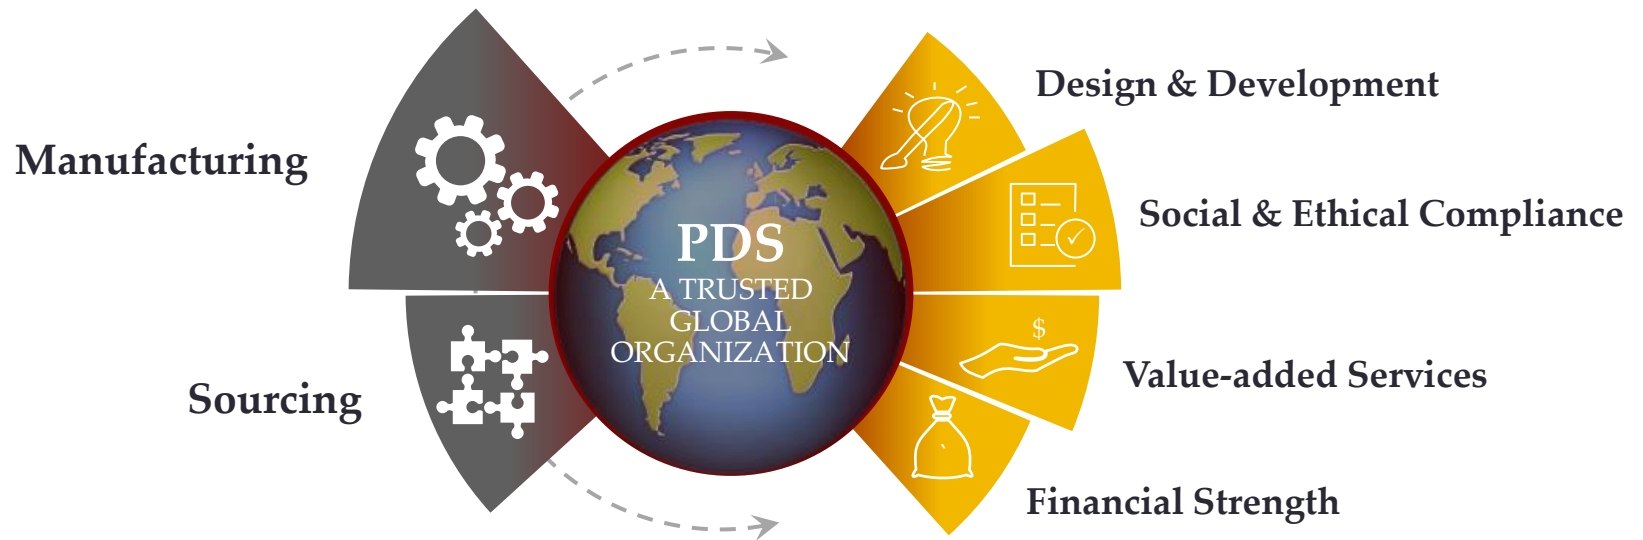 Manufacturing
Sourcing
PDS
A TRUSTED
GLOBAL
ORGANIZATION
Design & Development
Social & Ethical Compliance
$
Value-added Services
Financial Strength